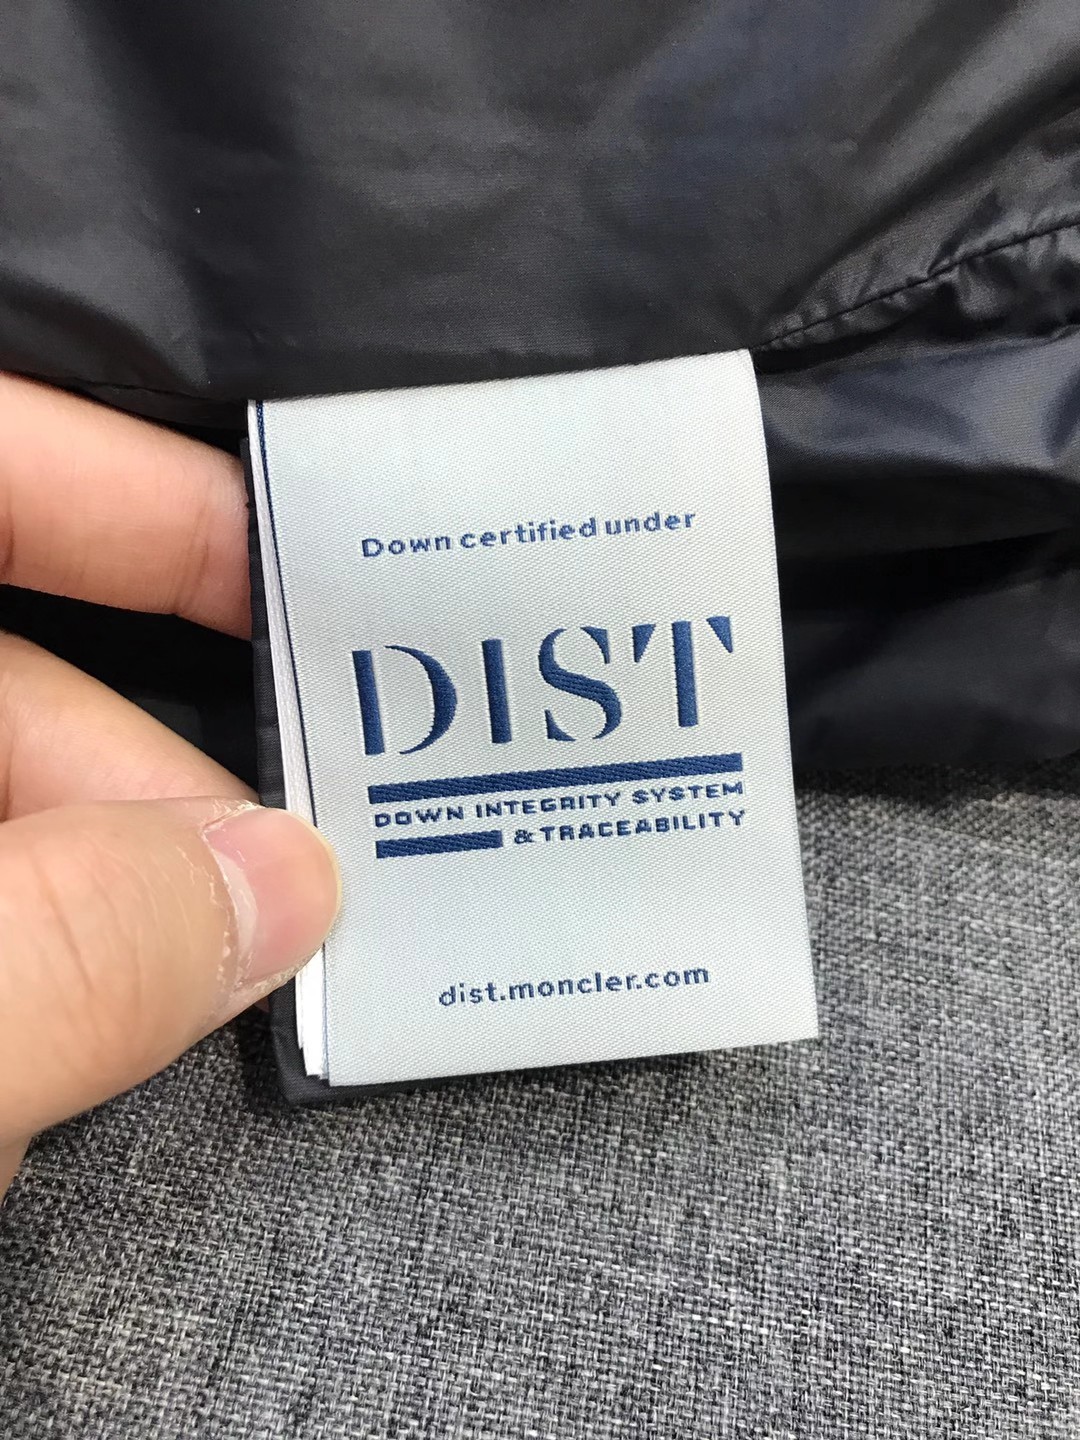 Down certified under
DIST
DOWN INTEGRITY SYSTEM
& TRACEABILITY
dist.moncler.com